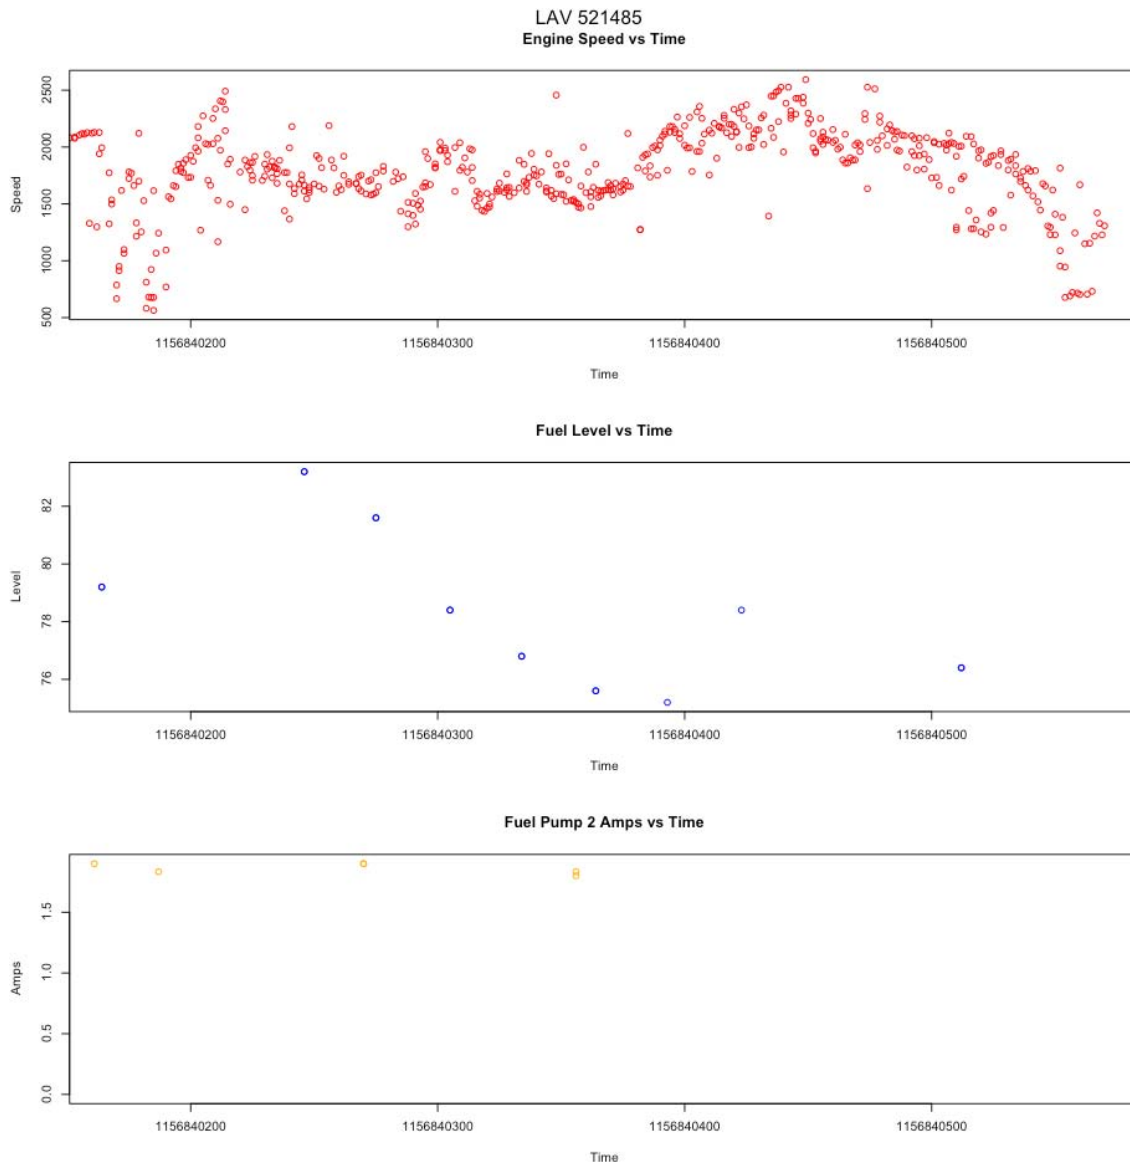 LAV 521485
Engine Speed vs Time
Speed
2500
2000
1500
1000
500
1156840200 1156840300 1156840400 1156840500
Time
Fuel Level vs Time
Level
82
80
78
76
1156840200 1156840300 1156840400 1156840500
Time
Fuel Pump 2 Amps vs Time
Amps
1.5
1.0
0.5
0.0
1156840200 1156840300 1156840400 1156840500
Time